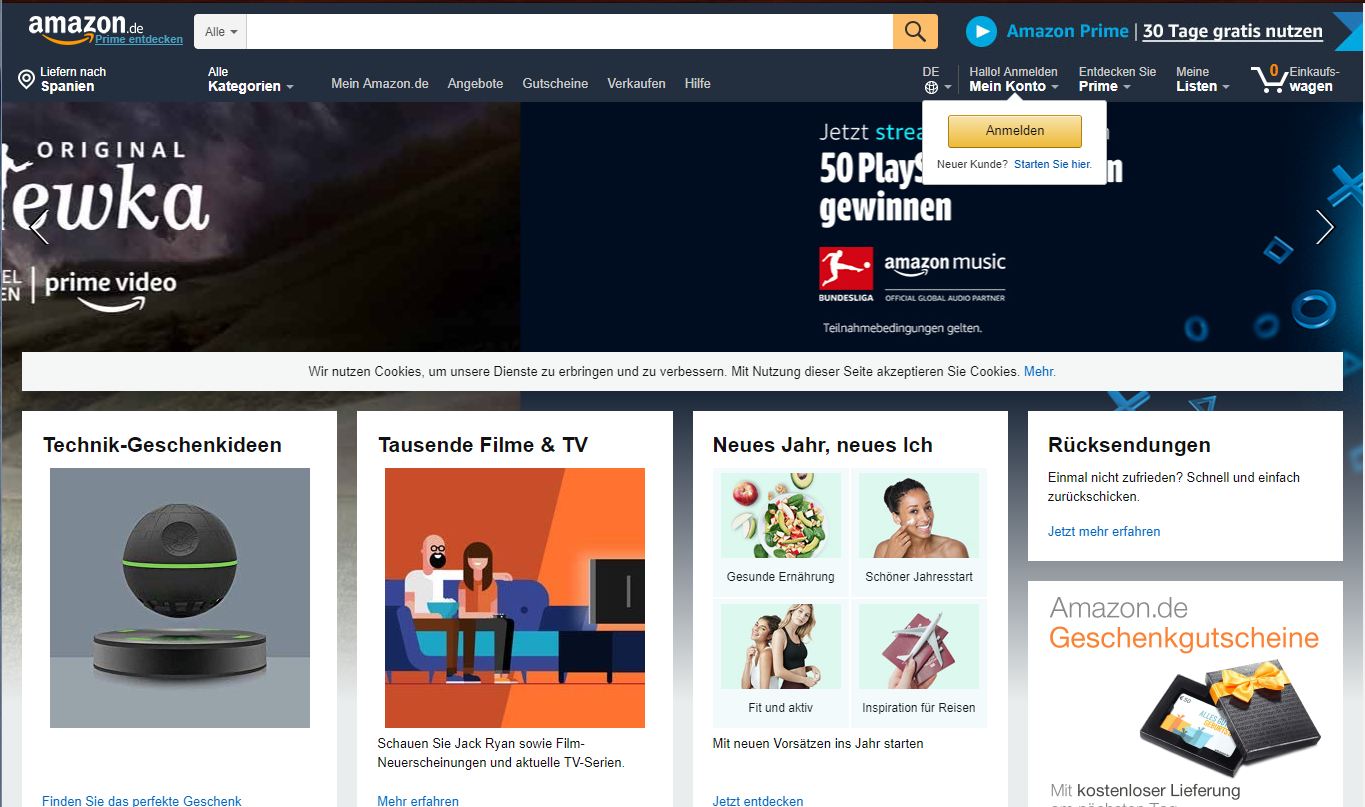 amazon.de
Prime entdecken
Alle
Amazon Prime | 30 Tage gratis nutzen
Liefern nach
Spanien
Alle
Kategorien
Mein Amazon.de
Angebote
Gutscheine
Verkaufen
Hilfe
DE
Hallo! Anmelden
Mein Konto
Entdecken Sie
Prime
Meine
Listen
0
Einkaufs-
wagen
Anmelden
Neuer Kunde? Starten Sie hier.
ORIGINAL
prime video
Jetzt
gewinnen
BUNDESLIGA
amazon music
OFFICIAL GLOBAL AUDIO PARTNER
Teilnahmebedingungen gelten.
Wir nutzen Cookies, um unsere Dienste zu erbringen und zu verbessern. Mit Nutzung dieser Seite akzeptieren Sie Cookies. Mehr.
Technik-Geschenkideen
Finden Sie das perfekte Geschenk
Tausende Filme & TV
Schauen Sie Jack Ryan sowie Film-
Neuerscheinungen und aktuelle TV-Serien.
Mehr erfahren
Neues Jahr, neues Ich
Gesunde Ernährung
Schöner Jahresstart
Fit und aktiv
Inspiration für Reisen
Mit neuen Vorsätzen ins Jahr starten
Jetzt entdecken
Rücksendungen
Einmal nicht zufrieden? Schnell und einfach
zurückschicken.
Jetzt mehr erfahren
Amazon.de
Geschenkgutscheine
Mit kostenloser Lieferung
am nächsten Tag